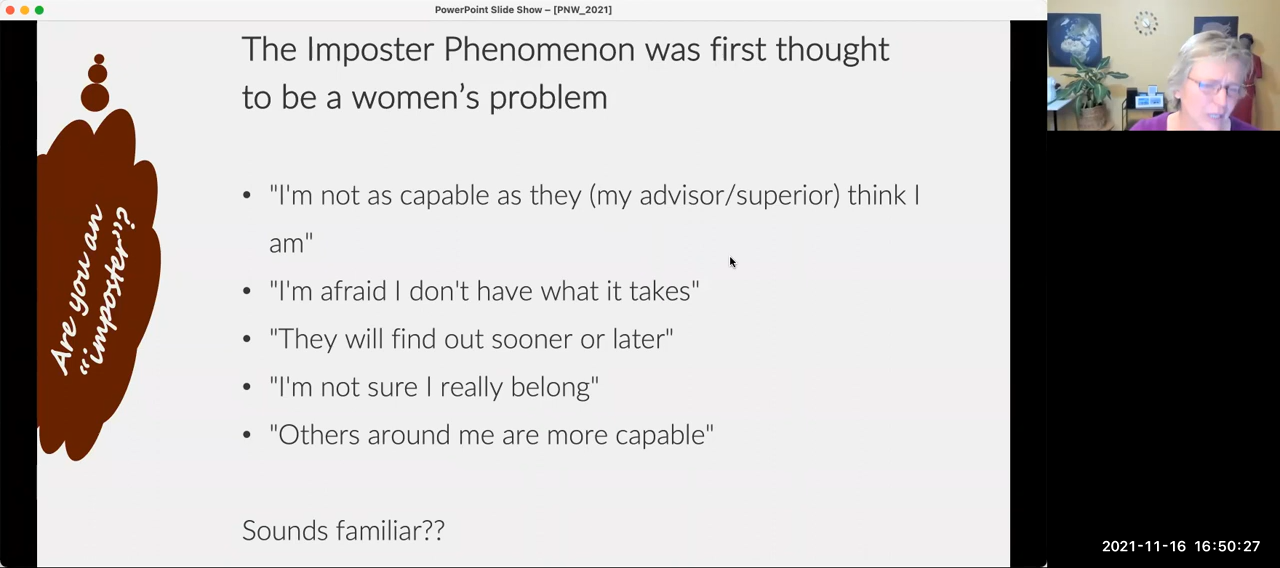 PowerPoint Slide Show – [PNW_2021]
The Imposter Phenomenon was first thought
to be a women’s problem
• "I'm not as capable as they (my advisor/superior) think I
am"
• "I'm afraid I don't have what it takes"
• "They will find out sooner or later"
• "I'm not sure I really belong"
• "Others around me are more capable"
Sounds familiar??
Are you an
“imposter”?
2021-11-16 16:50:27